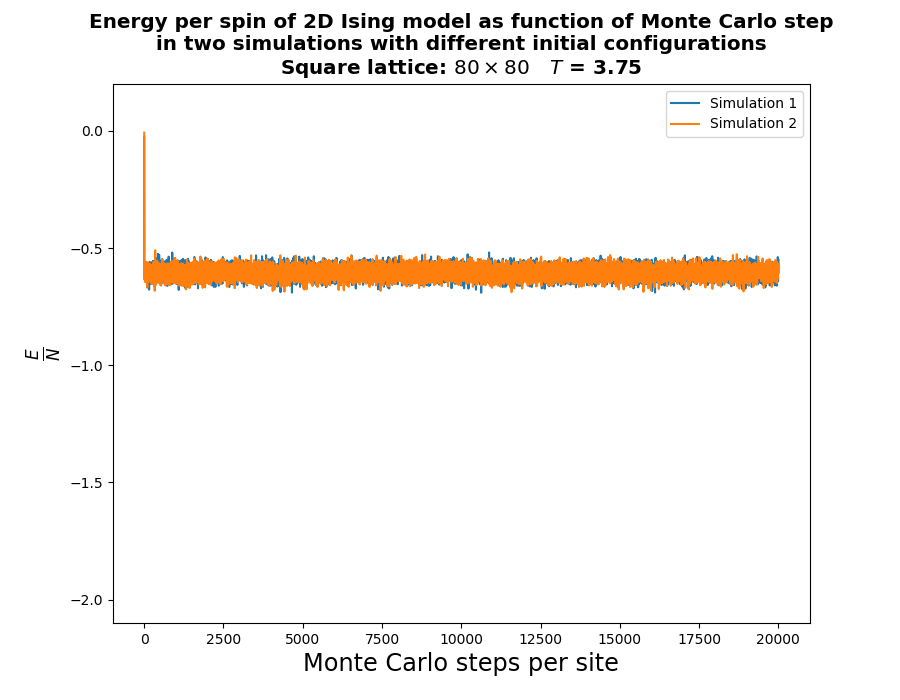 Energy per spin of 2D Ising model as function of Monte Carlo step
in two simulations with different initial configurations
Square lattice: 80 × 80 T = 3.75
Simulation 1
Simulation 2
0.0
−0.5
−1.0
−1.5
−2.0
E
N
0 2500 5000 7500 10000 12500 15000 17500 20000
Monte Carlo steps per site